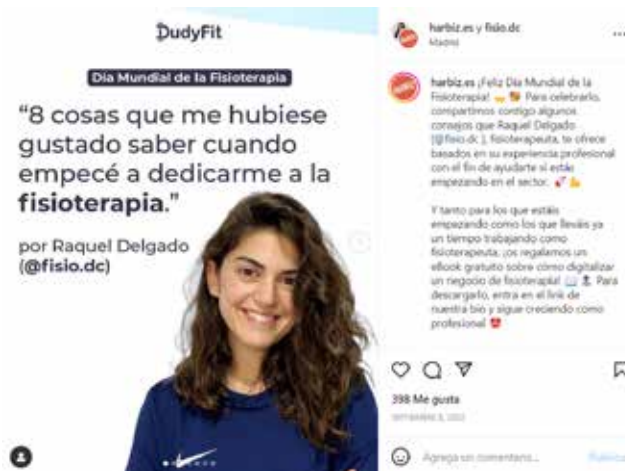 DudyFit
Día Mundial de la Fisioterapia
“8 cosas que me hubiese
gustado saber cuando
empecé a dedicarme a la
fisioterapia.”
por Raquel Delgado
(@fisio.dc)
harbiz.es y fisio.dc
Madrid
harbiz.es ¡Feliz Día Mundial de la
Fisioterapia! Para celebrarlo,
compartimos contigo algunos
consejos que Raquel Delgado
(@fisio.dc ), fisioterapeuta, te ofrece
basados en su experiencia profesional
con el fin de ayudarte si estás
empezando en el sector.
Y tanto para los que estáis
empezando como los que lleváis ya
un tiempo trabajando como
fisioterapeuta, ¡os regalamos un
eBook gratuito sobre cómo digitalizar
un negocio de fisioterapia! Para
descargarlo, entra en el link de
nuestra bio y sigue creciendo como
profesional
398 Me gusta
SEPTIEMBRE 8,
Agrega un comentario...
Publicar